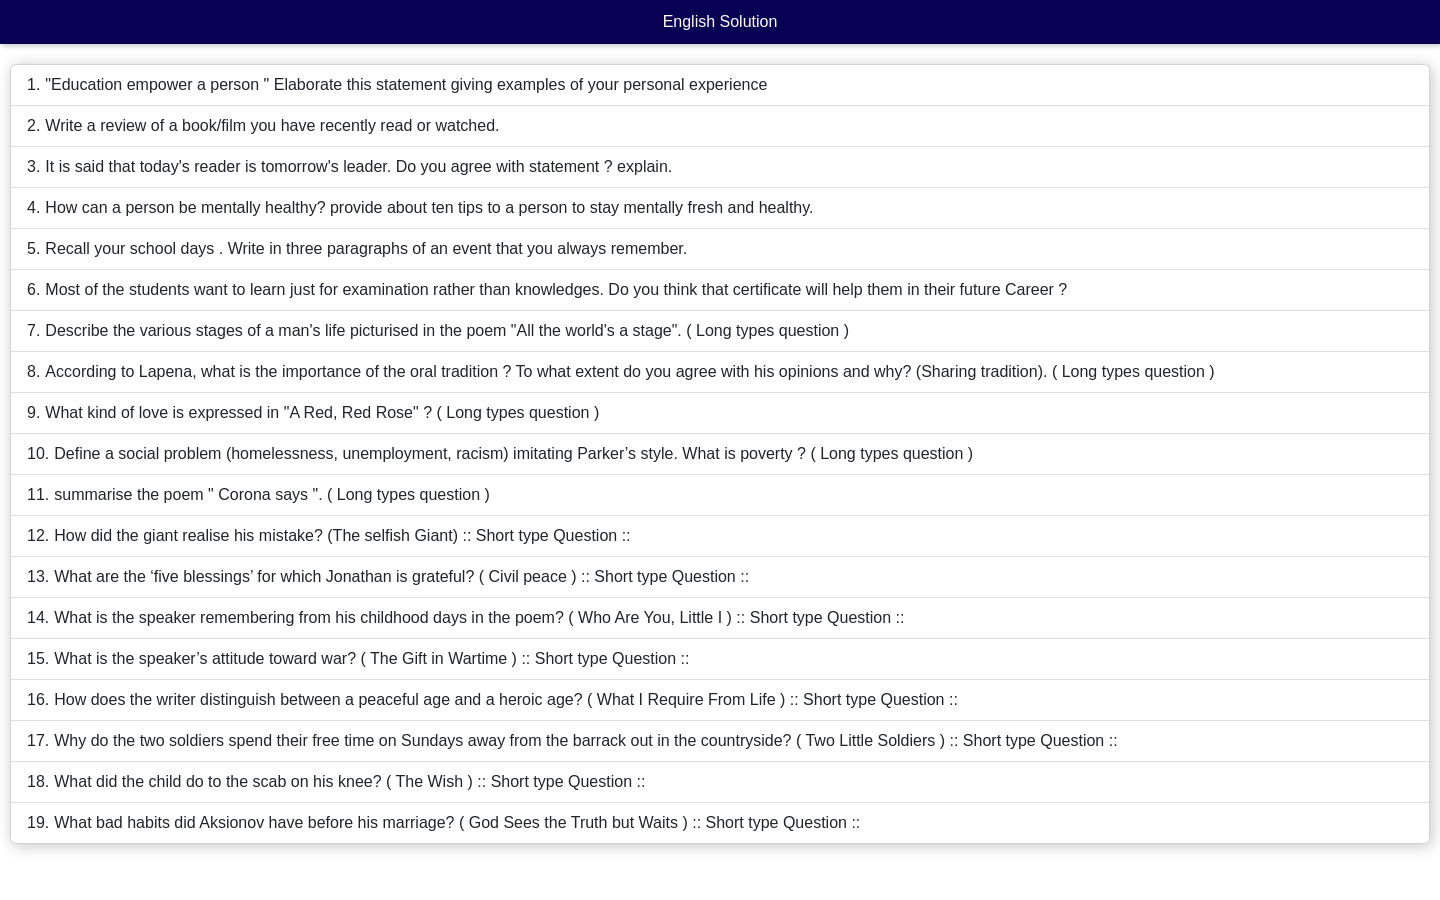 English Solution
1. "Education empower a person " Elaborate this statement giving examples of your personal experience
2. Write a review of a book/film you have recently read or watched.
3. It is said that today's reader is tomorrow's leader. Do you agree with statement ? explain.
4. How can a person be mentally healthy? provide about ten tips to a person to stay mentally fresh and healthy.
5. Recall your school days . Write in three paragraphs of an event that you always remember.
6. Most of the students want to learn just for examination rather than knowledges. Do you think that certificate will help them in their future Career ?
7. Describe the various stages of a man's life picturised in the poem "All the world's a stage". ( Long types question )
8. According to Lapena, what is the importance of the oral tradition ? To what extent do you agree with his opinions and why? (Sharing tradition). ( Long types question )
9. What kind of love is expressed in "A Red, Red Rose" ? ( Long types question )
10. Define a social problem (homelessness, unemployment, racism) imitating Parker’s style. What is poverty ? ( Long types question )
11. summarise the poem " Corona says ". ( Long types question )
12. How did the giant realise his mistake? (The selfish Giant) :: Short type Question ::
13. What are the ‘five blessings’ for which Jonathan is grateful? ( Civil peace ) :: Short type Question ::
14. What is the speaker remembering from his childhood days in the poem? ( Who Are You, Little I ) :: Short type Question ::
15. What is the speaker’s attitude toward war? ( The Gift in Wartime ) :: Short type Question ::
16. How does the writer distinguish between a peaceful age and a heroic age? ( What I Require From Life ) :: Short type Question ::
17. Why do the two soldiers spend their free time on Sundays away from the barrack out in the countryside? ( Two Little Soldiers ) :: Short type Question ::
18. What did the child do to the scab on his knee? ( The Wish ) :: Short type Question ::
19. What bad habits did Aksionov have before his marriage? ( God Sees the Truth but Waits ) :: Short type Question ::